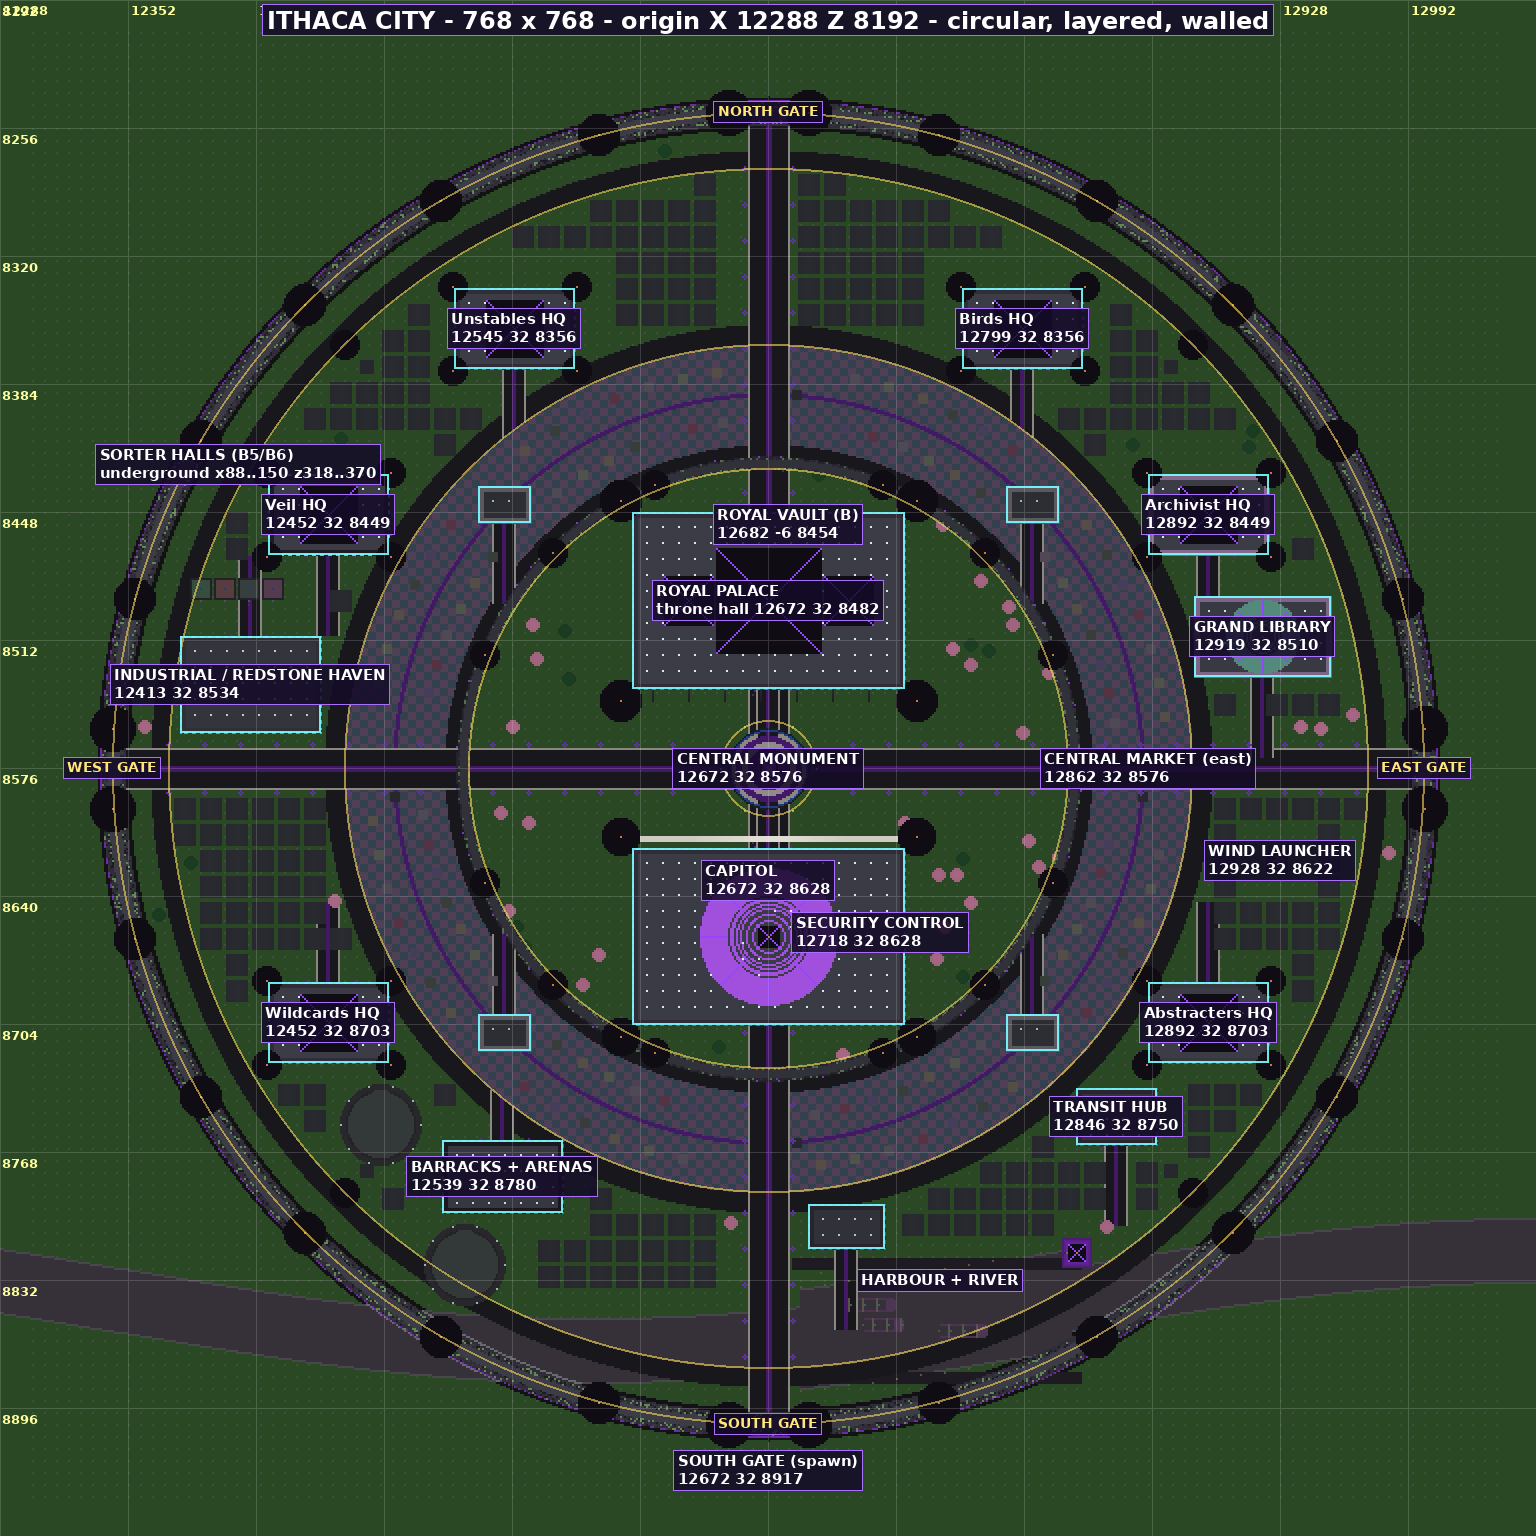 ITHACA CITY - 768 x 768 - origin X 12288 Z 8192 - circular, layered, walled
12352
12928
12992
NORTH GATE
8256
8320
Unstables HQ
12545 32 8356
Birds HQ
12799 32 8356
8384
SORTER HALLS (B5/B6)
underground x88..150 z318..370
8448
Veil HQ
12452 32 8449
Archivist HQ
12892 32 8449
ROYAL VAULT (B)
12682 -6 8454
ROYAL PALACE
throne hall 12672 32 8482
8512
GRAND LIBRARY
12919 32 8510
INDUSTRIAL / REDSTONE HAVEN
12413 32 8534
WEST GATE
8576
CENTRAL MONUMENT
12672 32 8576
CENTRAL MARKET (east)
12862 32 8576
EAST GATE
WIND LAUNCHER
12928 32 8622
CAPITOL
12672 32 8628
8640
SECURITY CONTROL
12718 32 8628
8704
Wildcards HQ
12452 32 8703
Abstracters HQ
12892 32 8703
TRANSIT HUB
12846 32 8750
8768
BARRACKS + ARENAS
12539 32 8780
8832
HARBOUR + RIVER
8896
SOUTH GATE
SOUTH GATE (spawn)
12672 32 8917